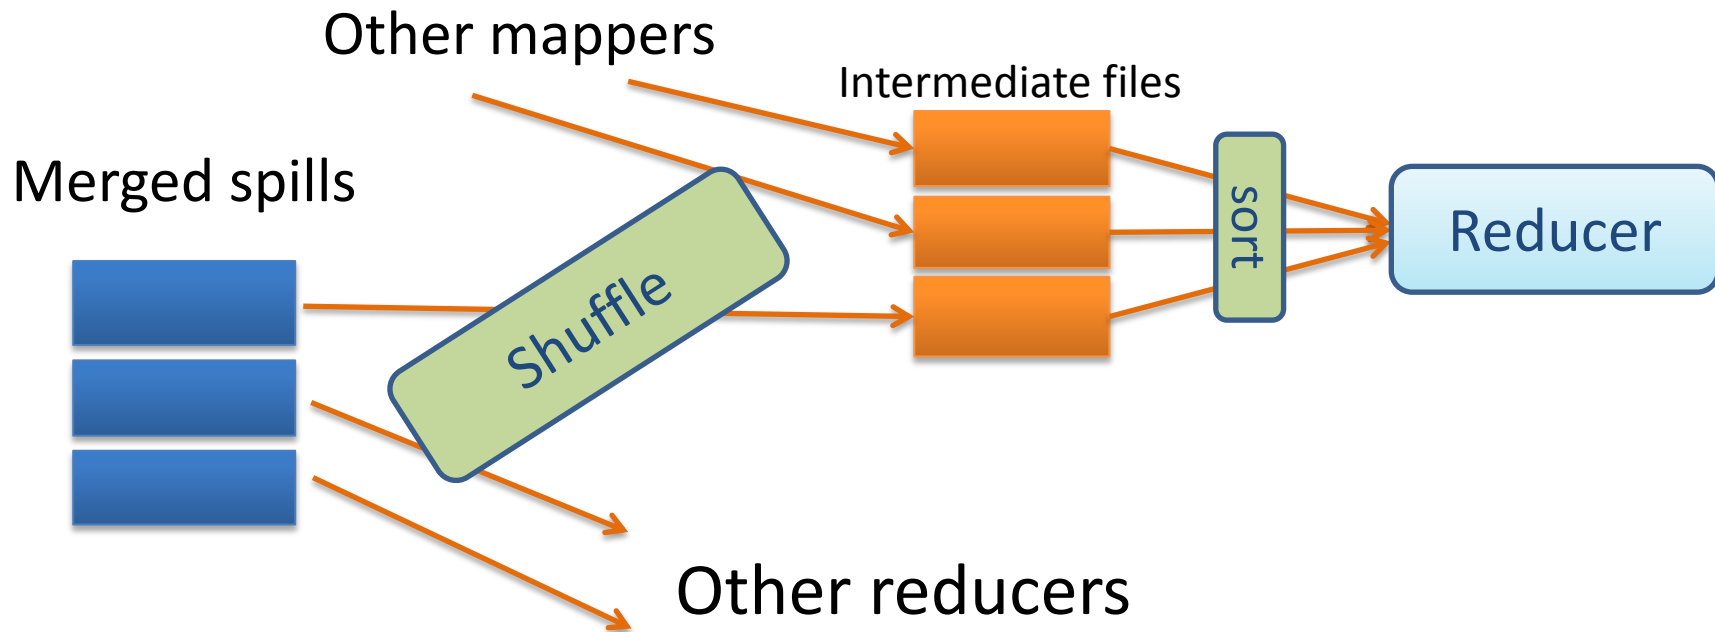 Other mappers
Intermediate files
Merged spills
Shuffle
sort
Reducer
Other reducers